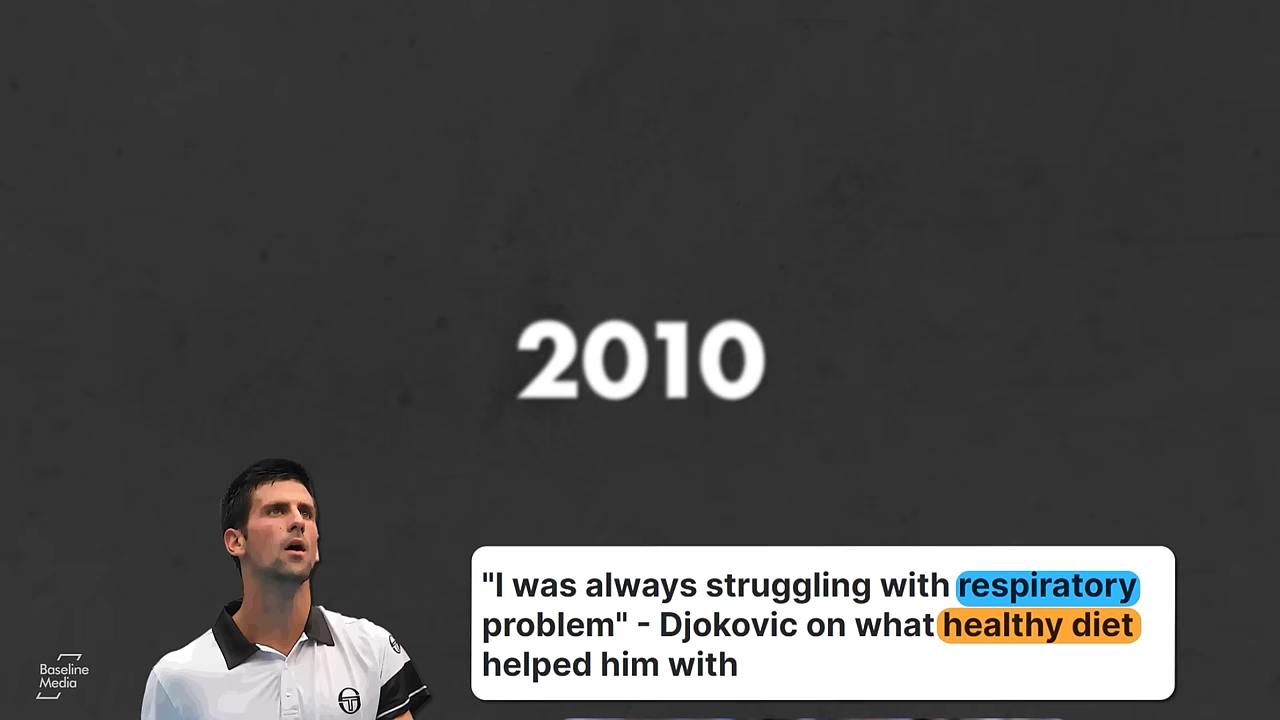 2010
"I was always struggling with respiratory
problem" - Djokovic on what healthy diet
helped him with
Baseline
Media